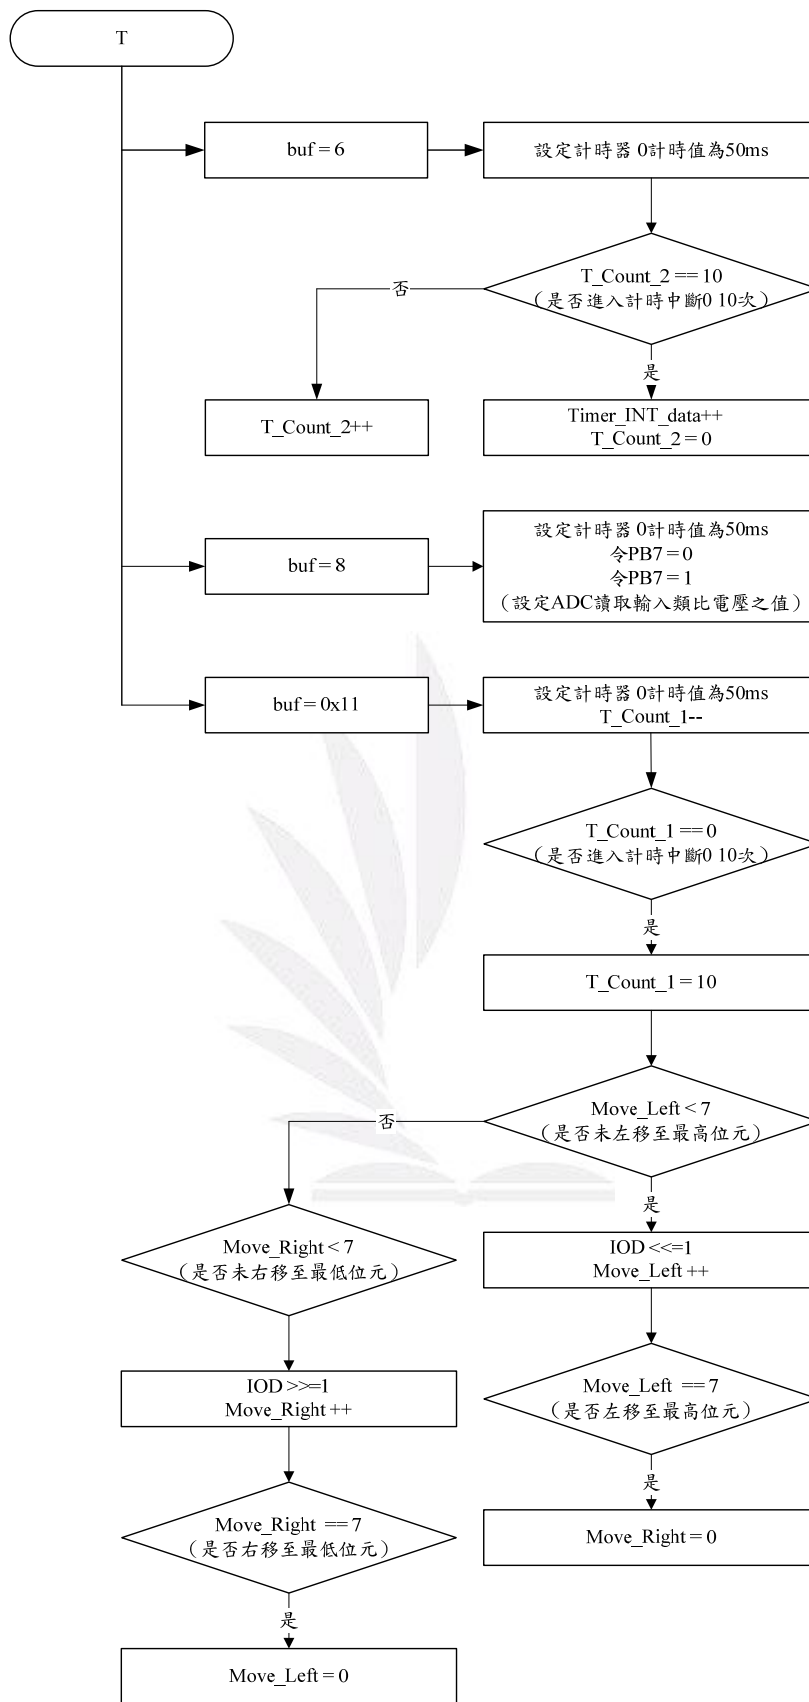 T
buf = 6
設定計時器 0計時值為50ms
T_Count_2 == 10
（是否進入計時中斷0 10次）
否
是
T_Count_2++
Timer_INT_data++
T_Count_2 = 0
buf = 8
設定計時器 0計時值為50ms
令PB7 = 0
令PB7 = 1
（設定ADC讀取輸入類比電壓之值）
buf = 0x11
設定計時器 0計時值為50ms
T_Count_1--
T_Count_1 == 0
（是否進入計時中斷0 10次）
是
T_Count_1 = 10
Move_Left < 7
（是否未左移至最高位元）
否
是
Move_Right < 7
（是否未右移至最低位元）
IOD <<=1
Move_Left ++
IOD >>=1
Move_Right ++
Move_Left == 7
（是否左移至最高位元）
是
Move_Right == 7
（是否右移至最低位元）
Move_Right = 0
是
Move_Left = 0